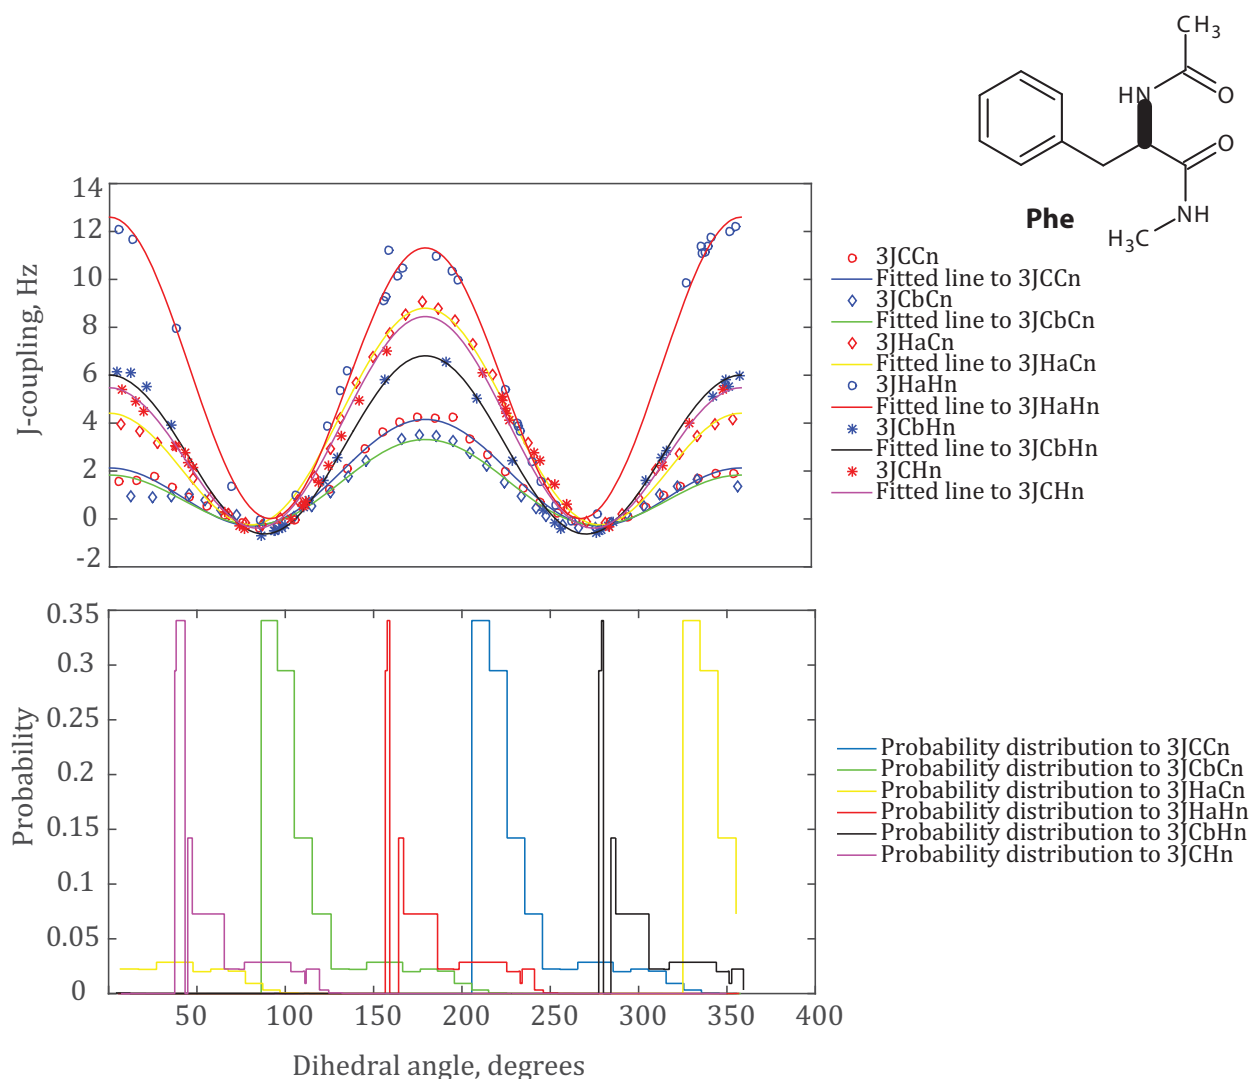 CH3
HN
O
O
Phe
NH
H3C
14
12
10
8
6
4
2
0
-2
J-coupling, Hz
3JCCn
Fitted line to 3JCCn
3JCbCn
Fitted line to 3JCbCn
3JHaCn
Fitted line to 3JHaCn
3JHaHn
Fitted line to 3JHaHn
3JCbHn
Fitted line to 3JCbHn
3JCHn
Fitted line to 3JCHn
0.35
0.3
0.25
0.2
0.15
0.1
0.05
0
Probability
50 100 150 200 250 300 350 400
Dihedral angle, degrees
Probability distribution to 3JCCn
Probability distribution to 3JCbCn
Probability distribution to 3JHaCn
Probability distribution to 3JHaHn
Probability distribution to 3JCbHn
Probability distribution to 3JCHn